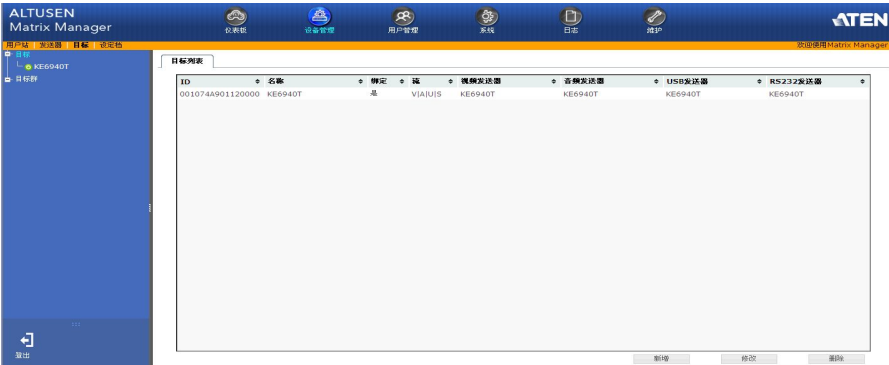 ALTUSEN
Matrix Manager
仪表板
设备管理
用户管理
系统
日志
维护
ATEN
用户站 发送器 目标 设定档
欢迎使用Matrix Manager
目标
KE6940T
目标群
目标列表
ID 名称 绑定 流 视频发送器 音频发送器 USB发送器 RS232发送器
001074A901120000 KE6940T 是 V|A|U|S KE6940T KE6940T KE6940T KE6940T
登出
新增 修改 删除